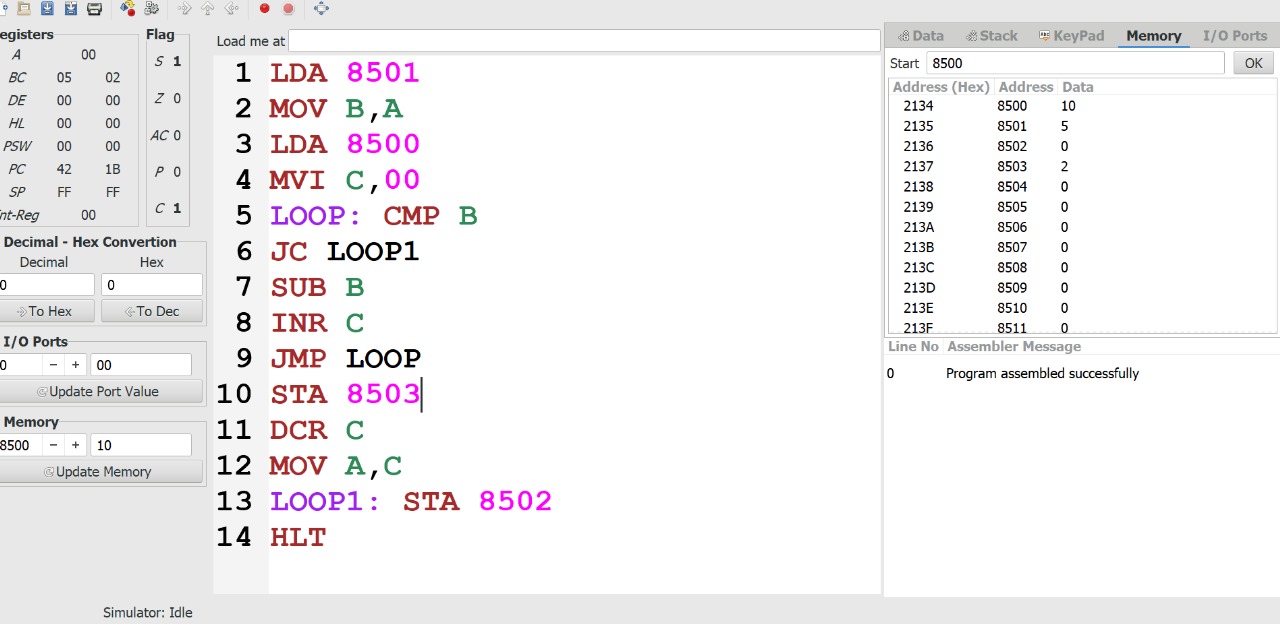 egisters
A 00
BC 05 02
DE 00 00
HL 00 00
PSW 00 00
PC 42 1B
SP FF FF
nt-Reg 00
Flag
S 1
Z 0
AC 0
P 0
C 1
Decimal - Hex Convertion
Decimal Hex
0 0
To Hex To Dec
I/O Ports
0 − + 00
Update Port Value
Memory
8500 − + 10
Update Memory
Simulator: Idle
Load me at
1 LDA 8501
2 MOV B,A
3 LDA 8500
4 MVI C,00
5 LOOP: CMP B
6 JC LOOP1
7 SUB B
8 INR C
9 JMP LOOP
10 STA 8503
11 DCR C
12 MOV A,C
13 LOOP1: STA 8502
14 HLT
Data Stack KeyPad Memory I/O Ports
Start 8500 OK
Address (Hex) Address Data
2134 8500 10
2135 8501 5
2136 8502 0
2137 8503 2
2138 8504 0
2139 8505 0
213A 8506 0
213B 8507 0
213C 8508 0
213D 8509 0
213E 8510 0
213F 8511 0
Line No Assembler Message
0 Program assembled successfully